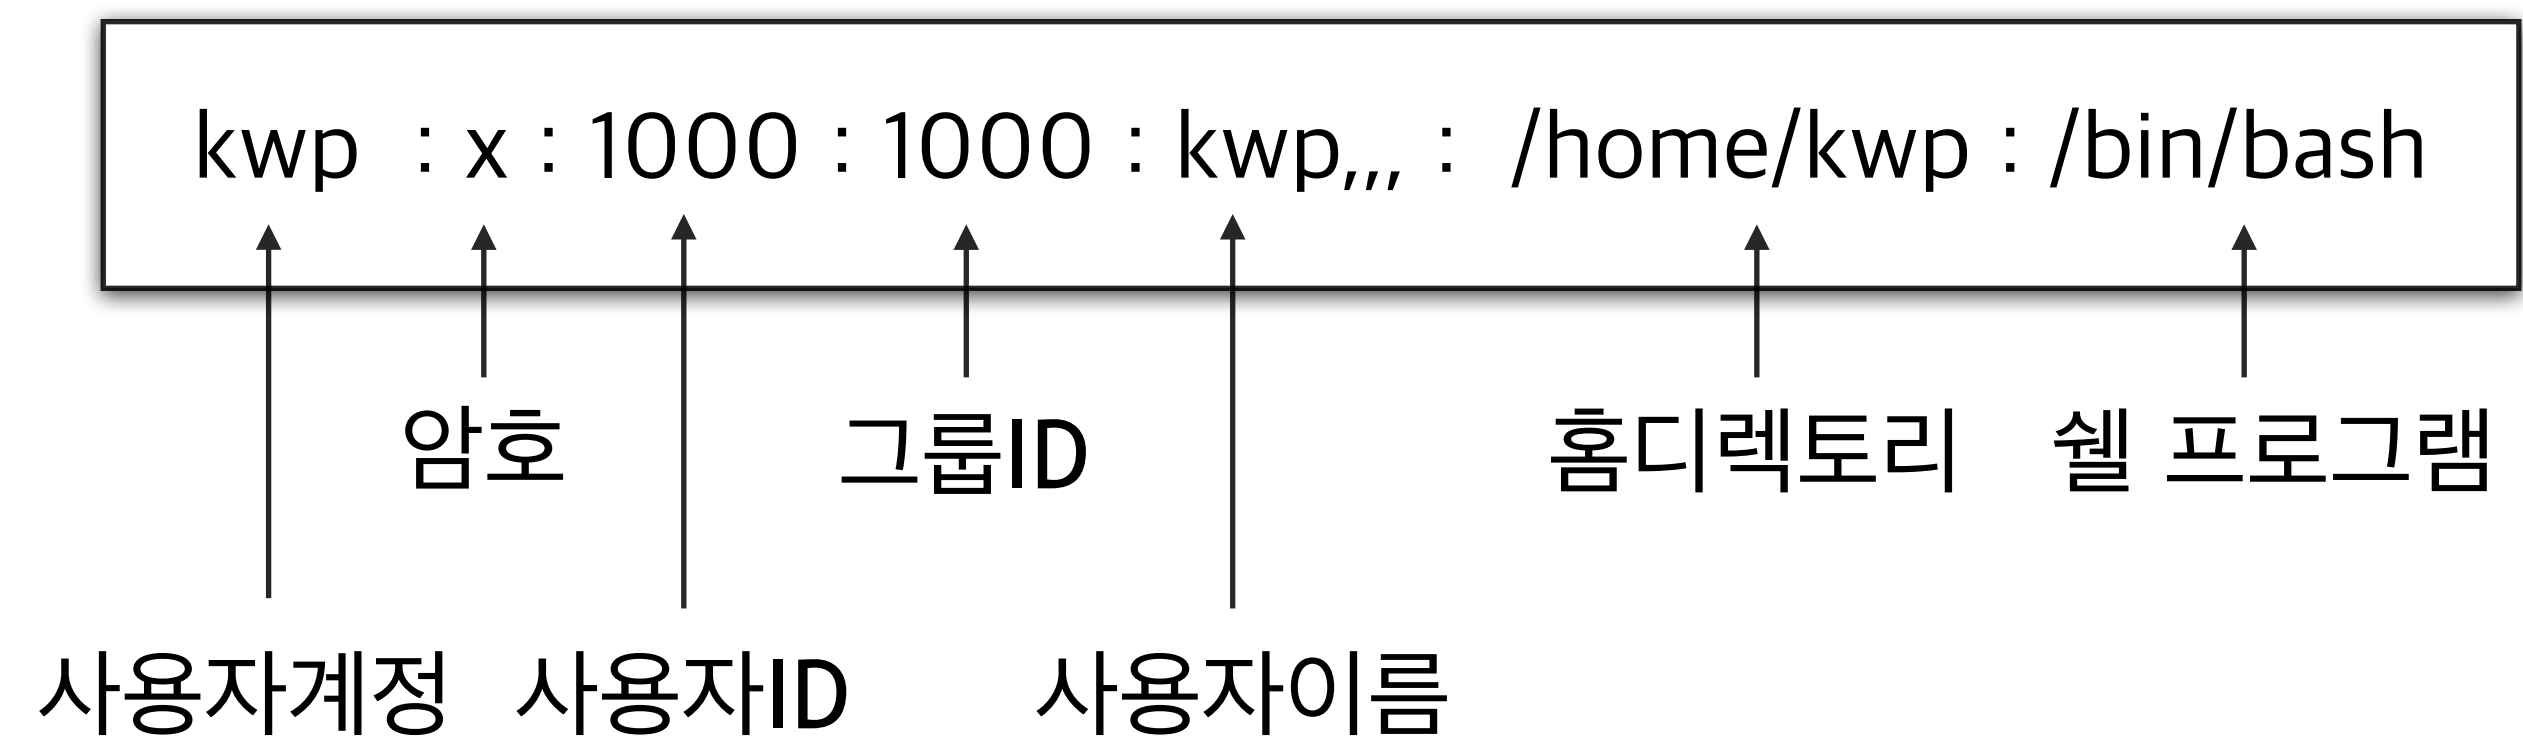 kwp : x : 1000 : 1000 : kwp,,, : /home/kwp : /bin/bash
암호 그룹ID 홈디렉토리 쉘 프로그램
사용자계정 사용자ID 사용자이름